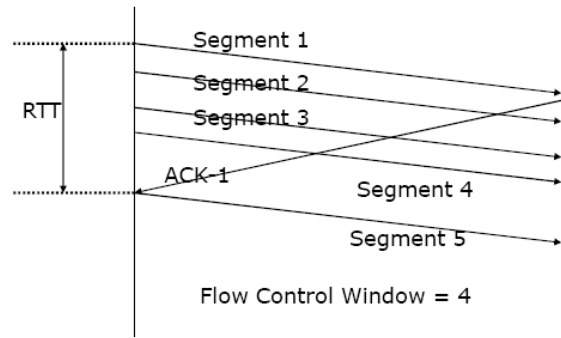 Segment 1
Segment 2
RTT
Segment 3
ACK-1
Segment 4
Segment 5
Flow Control Window = 4